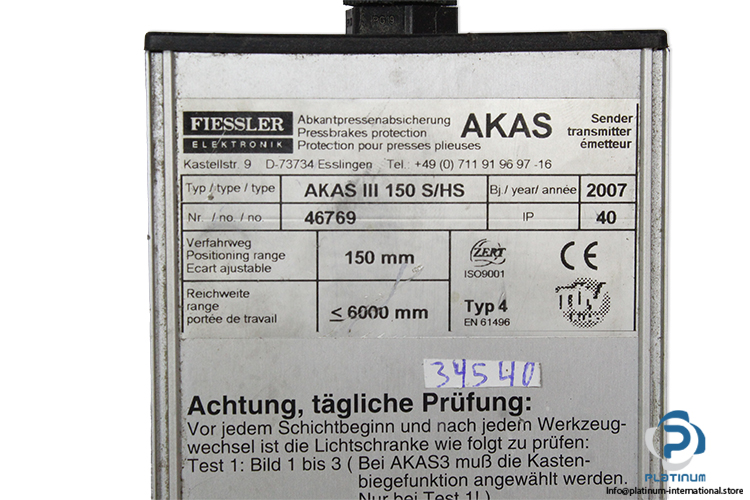 FIESSLER
ELEKTRONIK
Abkantpressenabsicherung
Pressbrakes protection
Protection pour presses plieuses
AKAS
Sender
transmitter
émetteur
Kastellstr. 9 D-73734 Esslingen Tel.: +49 (0) 711 91 96 97 -16
Typ / type / type AKAS III 150 S/HS Bj./ year/ année 2007
Nr. / no. / no. 46769 IP 40
Verfahrweg
Positioning range
Ecart ajustable
150 mm
ZERT
ISO9001
CE
Reichweite
range
portée de travail
≤ 6000 mm
Typ 4
EN 61496
34540
Achtung, tägliche Prüfung:
Vor jedem Schichtbeginn und nach jedem Werkzeug-
wechsel ist die Lichtschranke wie folgt zu prüfen:
Test 1: Bild 1 bis 3 ( Bei AKAS3 muß die Kasten-
biegefunktion angewählt werden.
Nur bei Test 1! )
PLATINUM
Info@platinum-international.store